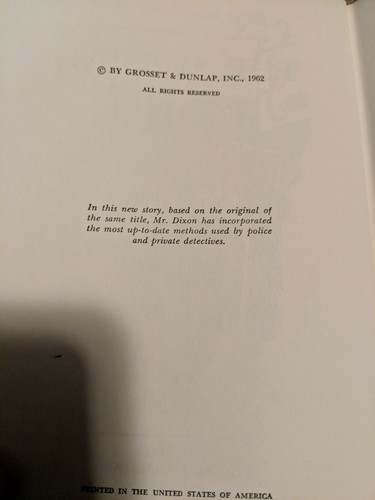 © BY GROSSET & DUNLAP, INC., 1962
ALL RIGHTS RESERVED
In this new story, based on the original of
the same title, Mr. Dixon has incorporated
the most up-to-date methods used by police
and private detectives.
PRINTED IN THE UNITED STATES OF AMERICA